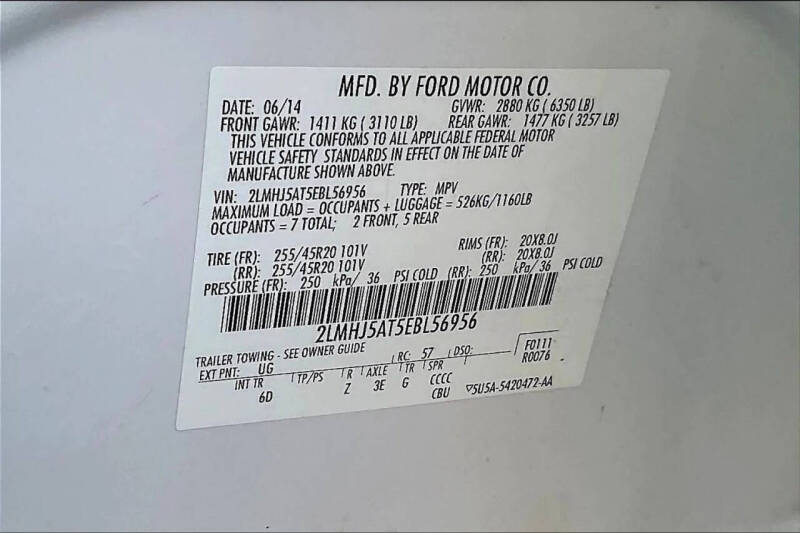 MFD. BY FORD MOTOR CO.
DATE: 06/14 GVWR: 2880 KG ( 6350 LB)
FRONT GAWR: 1411 KG ( 3110 LB) REAR GAWR: 1477 KG ( 3257 LB)
THIS VEHICLE CONFORMS TO ALL APPLICABLE FEDERAL MOTOR
VEHICLE SAFETY STANDARDS IN EFFECT ON THE DATE OF
MANUFACTURE SHOWN ABOVE.
VIN: 2LMHJ5AT5EBL56956 TYPE: MPV
MAXIMUM LOAD = OCCUPANTS + LUGGAGE = 526KG/1160LB
OCCUPANTS = 7 TOTAL; 2 FRONT, 5 REAR
TIRE (FR): 255/45R20 101V RIMS (FR): 20X8.0J
(RR): 255/45R20 101V (RR): 20X8.0J
PRESSURE (FR): 250 kPa/ 36 PSI COLD (RR): 250 kPa/ 36 PSI COLD
2LMHJ5AT5EBL56956
TRAILER TOWING - SEE OWNER GUIDE F0111
EXT PNT: UG RC: 57 DSO: R0076
INT TR TP/PS R AXLE TR SPR
6D Z 3E G CCCC
CBU ▽5U5A-5420472-AA